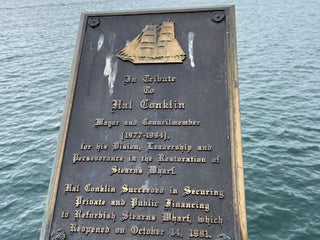 In Tribute
To
Hal Conklin
Mayor and Councilmember
(1977-1994),
for his Vision, Leadership and
Perseverance in the Restoration of
Stearns Wharf.
Hal Conklin Succeeded in Securing
Private and Public Financing
to Refurbish Stearns Wharf, which
Reopened on October 14, 1981.